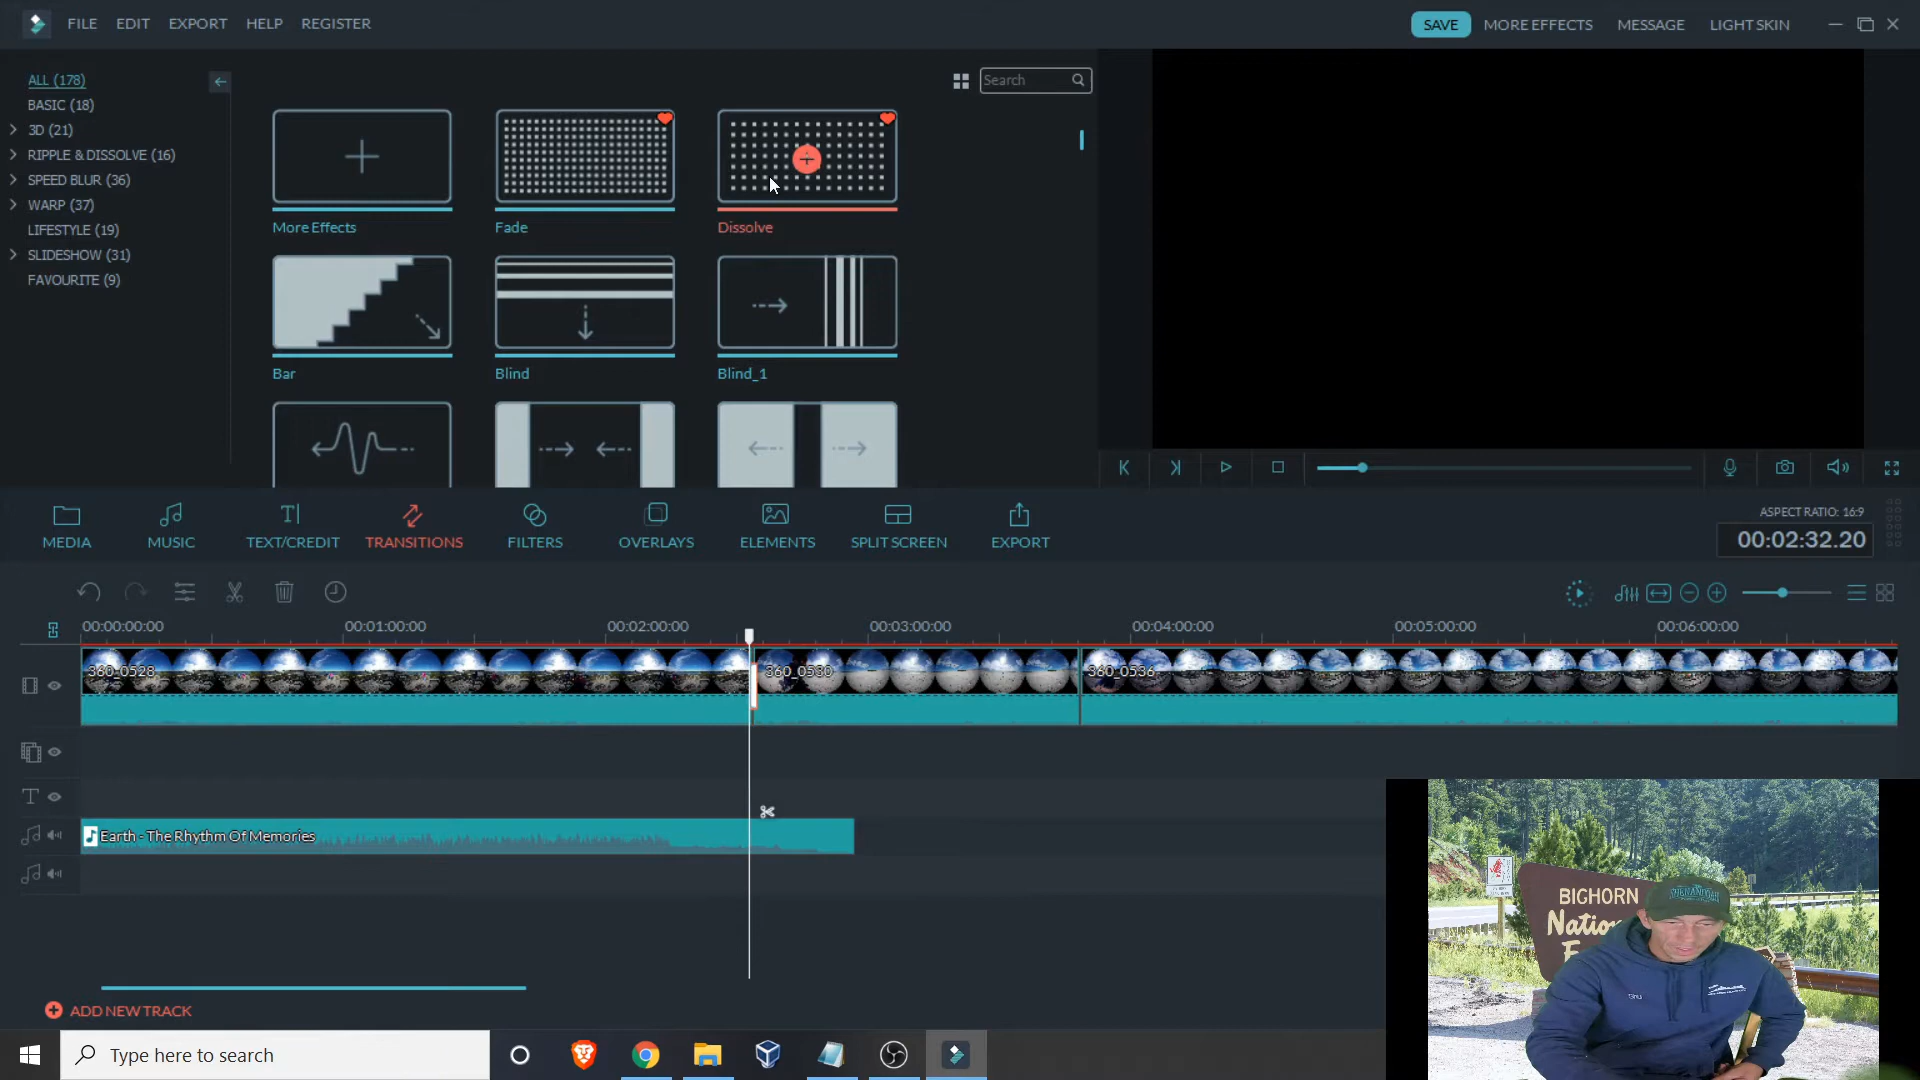 FILE EDIT EXPORT HELP REGISTER
SAVE MORE EFFECTS MESSAGE LIGHT SKIN
ALL (178)
BASIC (18)
3D (21)
RIPPLE & DISSOLVE (16)
SPEED BLUR (36)
WARP (37)
LIFESTYLE (19)
SLIDESHOW (31)
FAVOURITE (9)
Search
More Effects Fade Dissolve
Bar Blind Blind_1
MEDIA MUSIC TEXT/CREDIT TRANSITIONS FILTERS OVERLAYS ELEMENTS SPLIT SCREEN EXPORT
ASPECT RATIO: 16:9
00:02:32.20
00:00:00:00 00:01:00:00 00:02:00:00 00:03:00:00 00:04:00:00 00:05:00:00 00:06:00:00
360_0528 360_0530 360_0536
Earth - The Rhythm Of Memories
ADD NEW TRACK
Type here to search
BIGHORN
SHENANDOAH